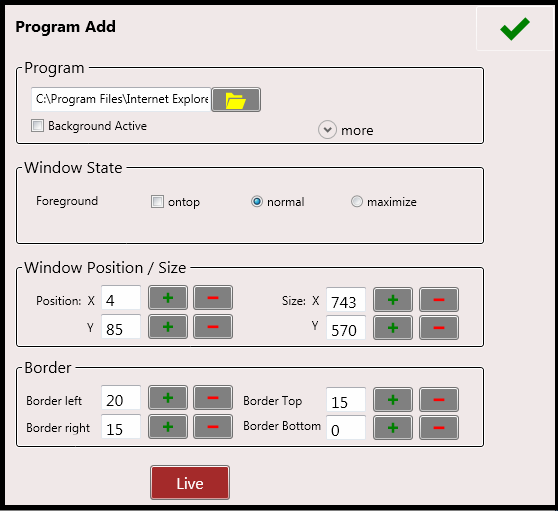 Program Add
Program
C:\Program Files\Internet Explore
Background Active
more
Window State
Foreground ontop normal maximize
Window Position / Size
Position: X 4 + − Size: X 743 + −
Y 85 + − Y 570 + −
Border
Border left 20 + − Border Top 15 + −
Border right 15 + − Border Bottom 0 + −
Live